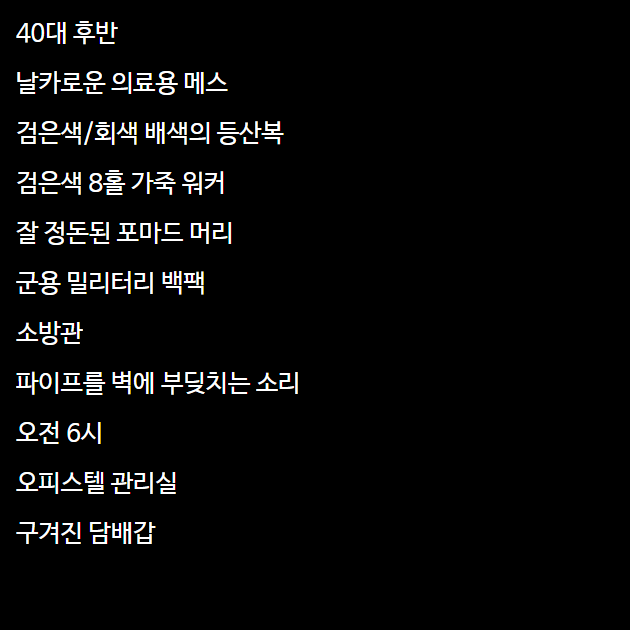 40대 후반
날카로운 의료용 메스
검은색/회색 배색의 등산복
검은색 8홀 가죽 워커
잘 정돈된 포마드 머리
군용 밀리터리 백팩
소방관
파이프를 벽에 부딪치는 소리
오전 6시
오피스텔 관리실
구겨진 담배갑